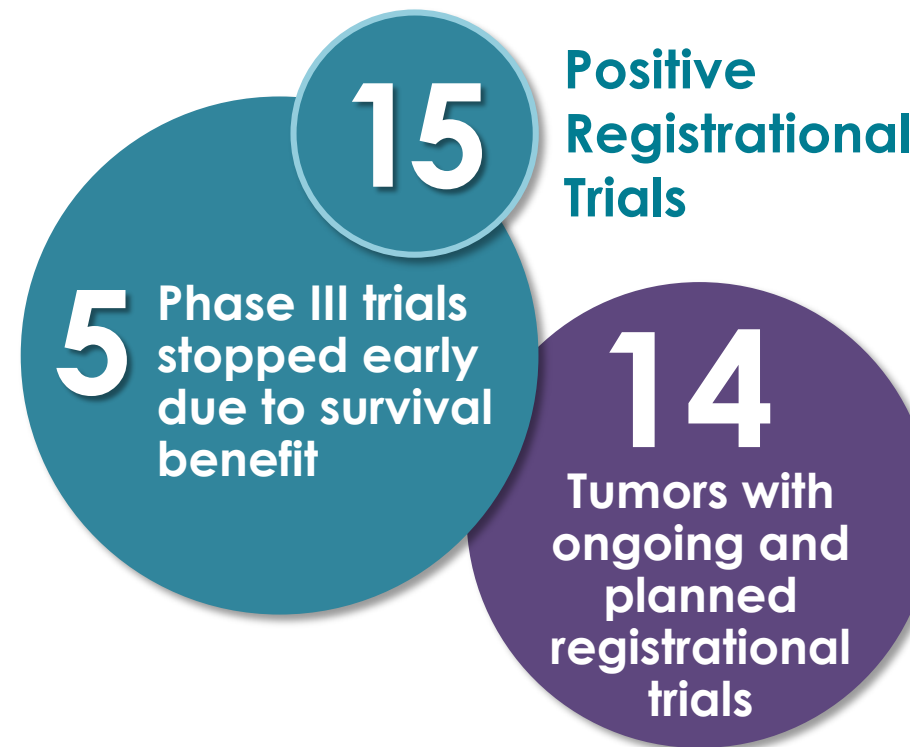 15
Positive
Registrational
Trials
5
Phase III trials
stopped early
due to survival
benefit
14
Tumors with
ongoing and
planned
registrational
trials